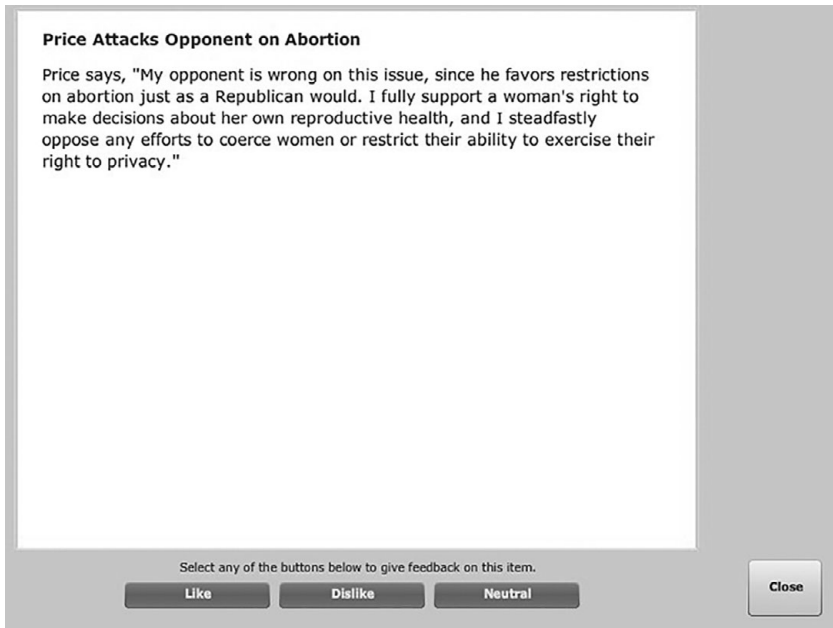 Price Attacks Opponent on Abortion
Price says, "My opponent is wrong on this issue, since he favors restrictions
on abortion just as a Republican would. I fully support a woman's right to
make decisions about her own reproductive health, and I steadfastly
oppose any efforts to coerce women or restrict their ability to exercise their
right to privacy."
Select any of the buttons below to give feedback on this item.
Like Dislike Neutral
Close